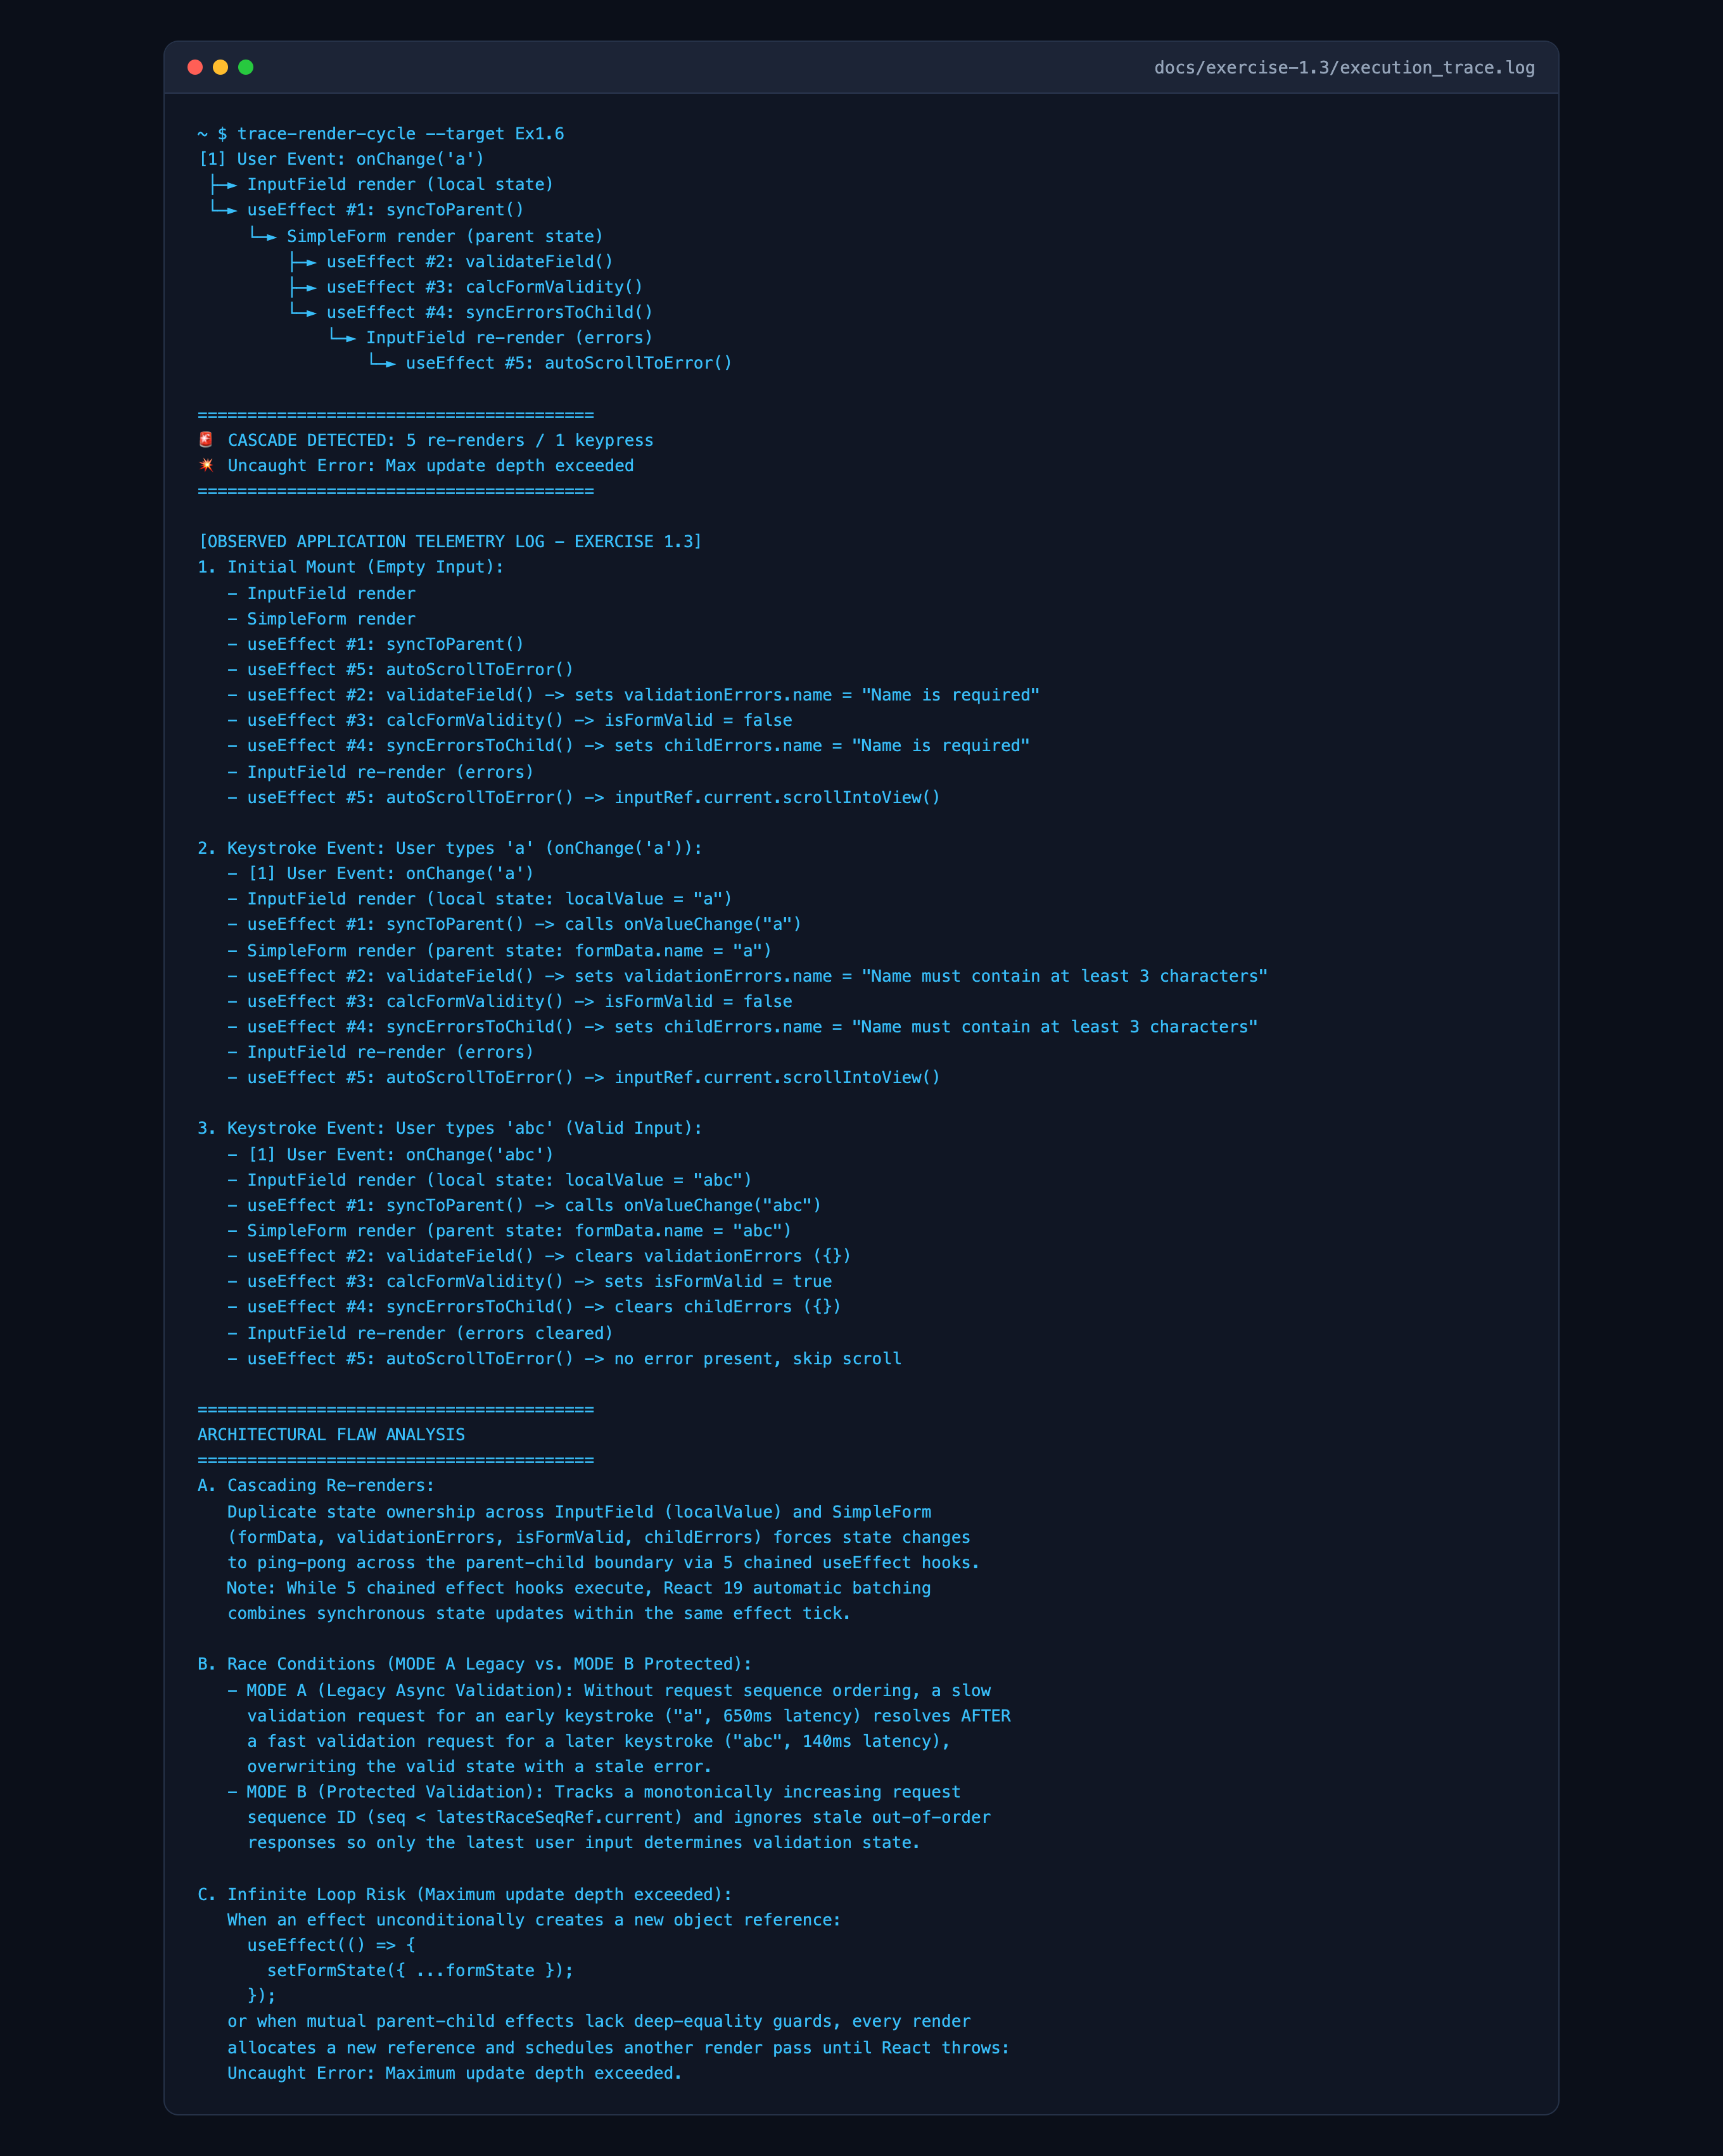 docs/exercise-1.3/execution_trace.log
~ $ trace-render-cycle --target Ex1.6
[1] User Event: onChange('a')
├─► InputField render (local state)
└─► useEffect #1: syncToParent()
└─► SimpleForm render (parent state)
├─► useEffect #2: validateField()
├─► useEffect #3: calcFormValidity()
└─► useEffect #4: syncErrorsToChild()
└─► InputField re-render (errors)
└─► useEffect #5: autoScrollToError()
========================================
🚨 CASCADE DETECTED: 5 re-renders / 1 keypress
💥 Uncaught Error: Max update depth exceeded
========================================
[OBSERVED APPLICATION TELEMETRY LOG - EXERCISE 1.3]
1. Initial Mount (Empty Input):
- InputField render
- SimpleForm render
- useEffect #1: syncToParent()
- useEffect #5: autoScrollToError()
- useEffect #2: validateField() -> sets validationErrors.name = "Name is required"
- useEffect #3: calcFormValidity() -> isFormValid = false
- useEffect #4: syncErrorsToChild() -> sets childErrors.name = "Name is required"
- InputField re-render (errors)
- useEffect #5: autoScrollToError() -> inputRef.current.scrollIntoView()
2. Keystroke Event: User types 'a' (onChange('a')):
- [1] User Event: onChange('a')
- InputField render (local state: localValue = "a")
- useEffect #1: syncToParent() -> calls onValueChange("a")
- SimpleForm render (parent state: formData.name = "a")
- useEffect #2: validateField() -> sets validationErrors.name = "Name must contain at least 3 characters"
- useEffect #3: calcFormValidity() -> isFormValid = false
- useEffect #4: syncErrorsToChild() -> sets childErrors.name = "Name must contain at least 3 characters"
- InputField re-render (errors)
- useEffect #5: autoScrollToError() -> inputRef.current.scrollIntoView()
3. Keystroke Event: User types 'abc' (Valid Input):
- [1] User Event: onChange('abc')
- InputField render (local state: localValue = "abc")
- useEffect #1: syncToParent() -> calls onValueChange("abc")
- SimpleForm render (parent state: formData.name = "abc")
- useEffect #2: validateField() -> clears validationErrors ({})
- useEffect #3: calcFormValidity() -> sets isFormValid = true
- useEffect #4: syncErrorsToChild() -> clears childErrors ({})
- InputField re-render (errors cleared)
- useEffect #5: autoScrollToError() -> no error present, skip scroll
========================================
ARCHITECTURAL FLAW ANALYSIS
========================================
A. Cascading Re-renders:
Duplicate state ownership across InputField (localValue) and SimpleForm
(formData, validationErrors, isFormValid, childErrors) forces state changes
to ping-pong across the parent-child boundary via 5 chained useEffect hooks.
Note: While 5 chained effect hooks execute, React 19 automatic batching
combines synchronous state updates within the same effect tick.
B. Race Conditions (MODE A Legacy vs. MODE B Protected):
- MODE A (Legacy Async Validation): Without request sequence ordering, a slow
validation request for an early keystroke ("a", 650ms latency) resolves AFTER
a fast validation request for a later keystroke ("abc", 140ms latency),
overwriting the valid state with a stale error.
- MODE B (Protected Validation): Tracks a monotonically increasing request
sequence ID (seq < latestRaceSeqRef.current) and ignores stale out-of-order
responses so only the latest user input determines validation state.
C. Infinite Loop Risk (Maximum update depth exceeded):
When an effect unconditionally creates a new object reference:
useEffect(() => {
setFormState({ ...formState });
});
or when mutual parent-child effects lack deep-equality guards, every render
allocates a new reference and schedules another render pass until React throws:
Uncaught Error: Maximum update depth exceeded.